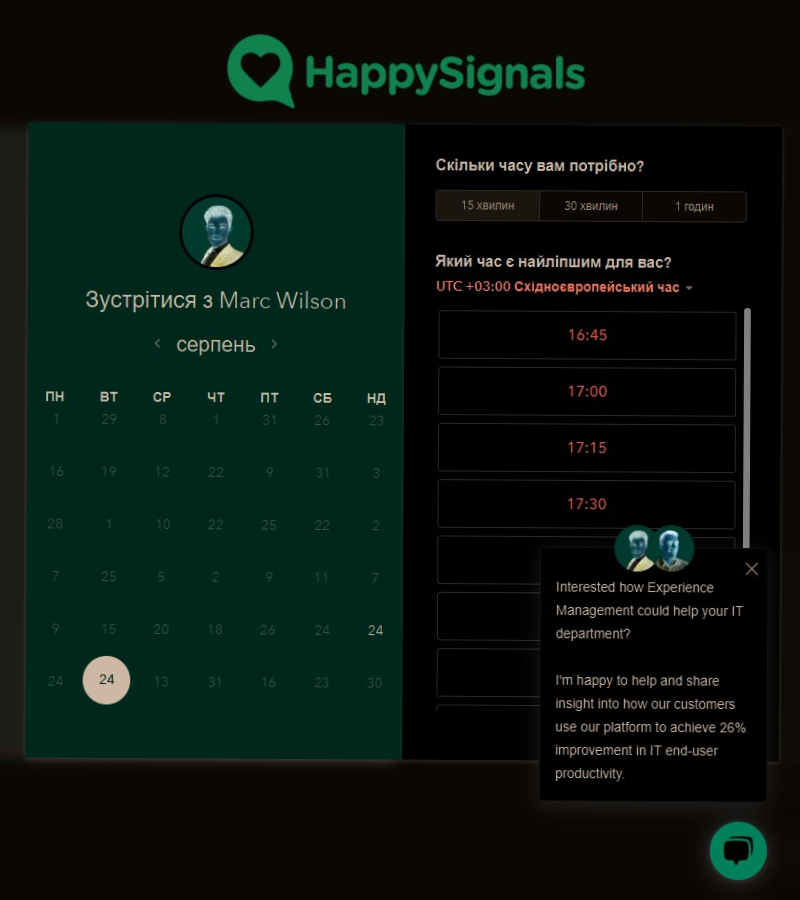 HappySignals
Зустрітися з Marc Wilson
серпень
ПН ВТ СР ЧТ ПТ СБ НД
1 29 8 1 31 26 23
16 19 12 22 9 31 3
28 1 10 22 25 22 2
7 25 5 2 9 11 7
9 15 20 18 26 24 24
24 24 13 31 16 23 30
Скільки часу вам потрібно?
15 хвилин 30 хвилин 1 годин
Який час є найліпшим для вас?
UTC +03:00 Східноєвропейський час
16:45
17:00
17:15
17:30
Interested how Experience
Management could help your IT
department?
I'm happy to help and share
insight into how our customers
use our platform to achieve 26%
improvement in IT end-user
productivity.